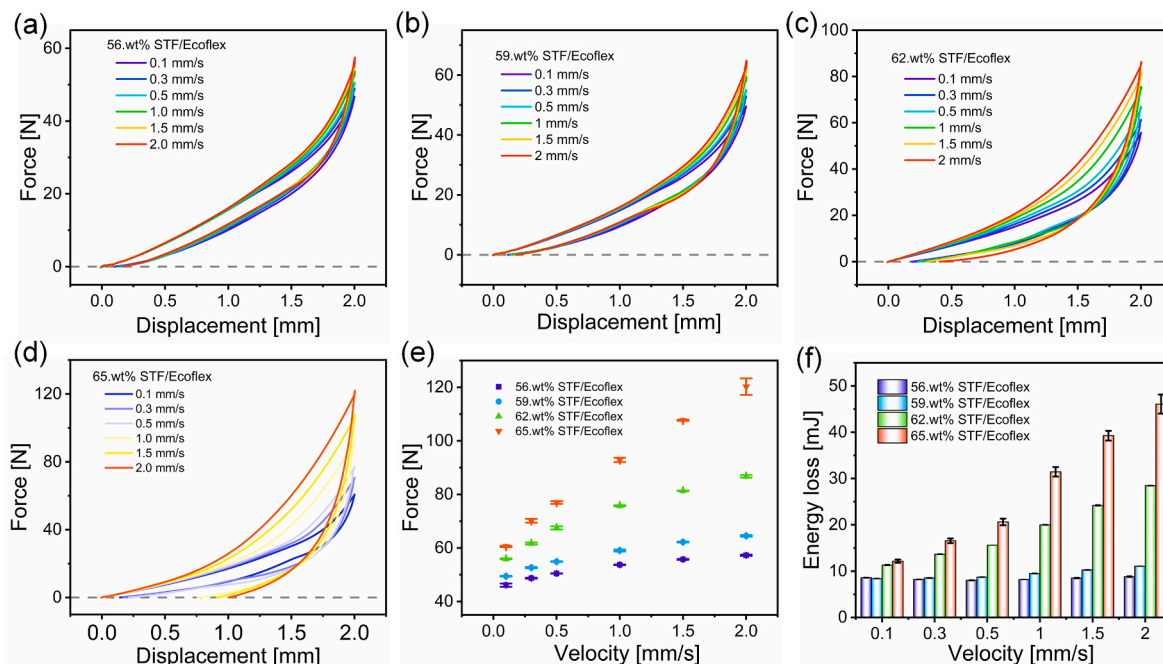 (a)
56.wt% STF/Ecoflex
0.1 mm/s
0.3 mm/s
0.5 mm/s
1.0 mm/s
1.5 mm/s
2.0 mm/s
60
40
20
0
Force [N]
0.0 0.5 1.0 1.5 2.0
Displacement [mm]
(b)
59.wt% STF/Ecoflex
0.1 mm/s
0.3 mm/s
0.5 mm/s
1 mm/s
1.5 mm/s
2 mm/s
80
60
40
20
0
Force [N]
0.0 0.5 1.0 1.5 2.0
Displacement [mm]
(c)
62.wt% STF/Ecoflex
0.1 mm/s
0.3 mm/s
0.5 mm/s
1 mm/s
1.5 mm/s
2 mm/s
100
80
60
40
20
0
Force [N]
0.0 0.5 1.0 1.5 2.0
Displacement [mm]
(d)
65.wt% STF/Ecoflex
0.1 mm/s
0.3 mm/s
0.5 mm/s
1.0 mm/s
1.5 mm/s
2.0 mm/s
120
80
40
0
Force [N]
0.0 0.5 1.0 1.5 2.0
Displacement [mm]
(e)
56.wt% STF/Ecoflex
59.wt% STF/Ecoflex
62.wt% STF/Ecoflex
65.wt% STF/Ecoflex
120
100
80
60
40
Force [N]
0.0 0.5 1.0 1.5 2.0
Velocity [mm/s]
(f)
56.wt% STF/Ecoflex
59.wt% STF/Ecoflex
62.wt% STF/Ecoflex
65.wt% STF/Ecoflex
50
40
30
20
10
0
Energy loss [mJ]
0.1 0.3 0.5 1 1.5 2
Velocity [mm/s]